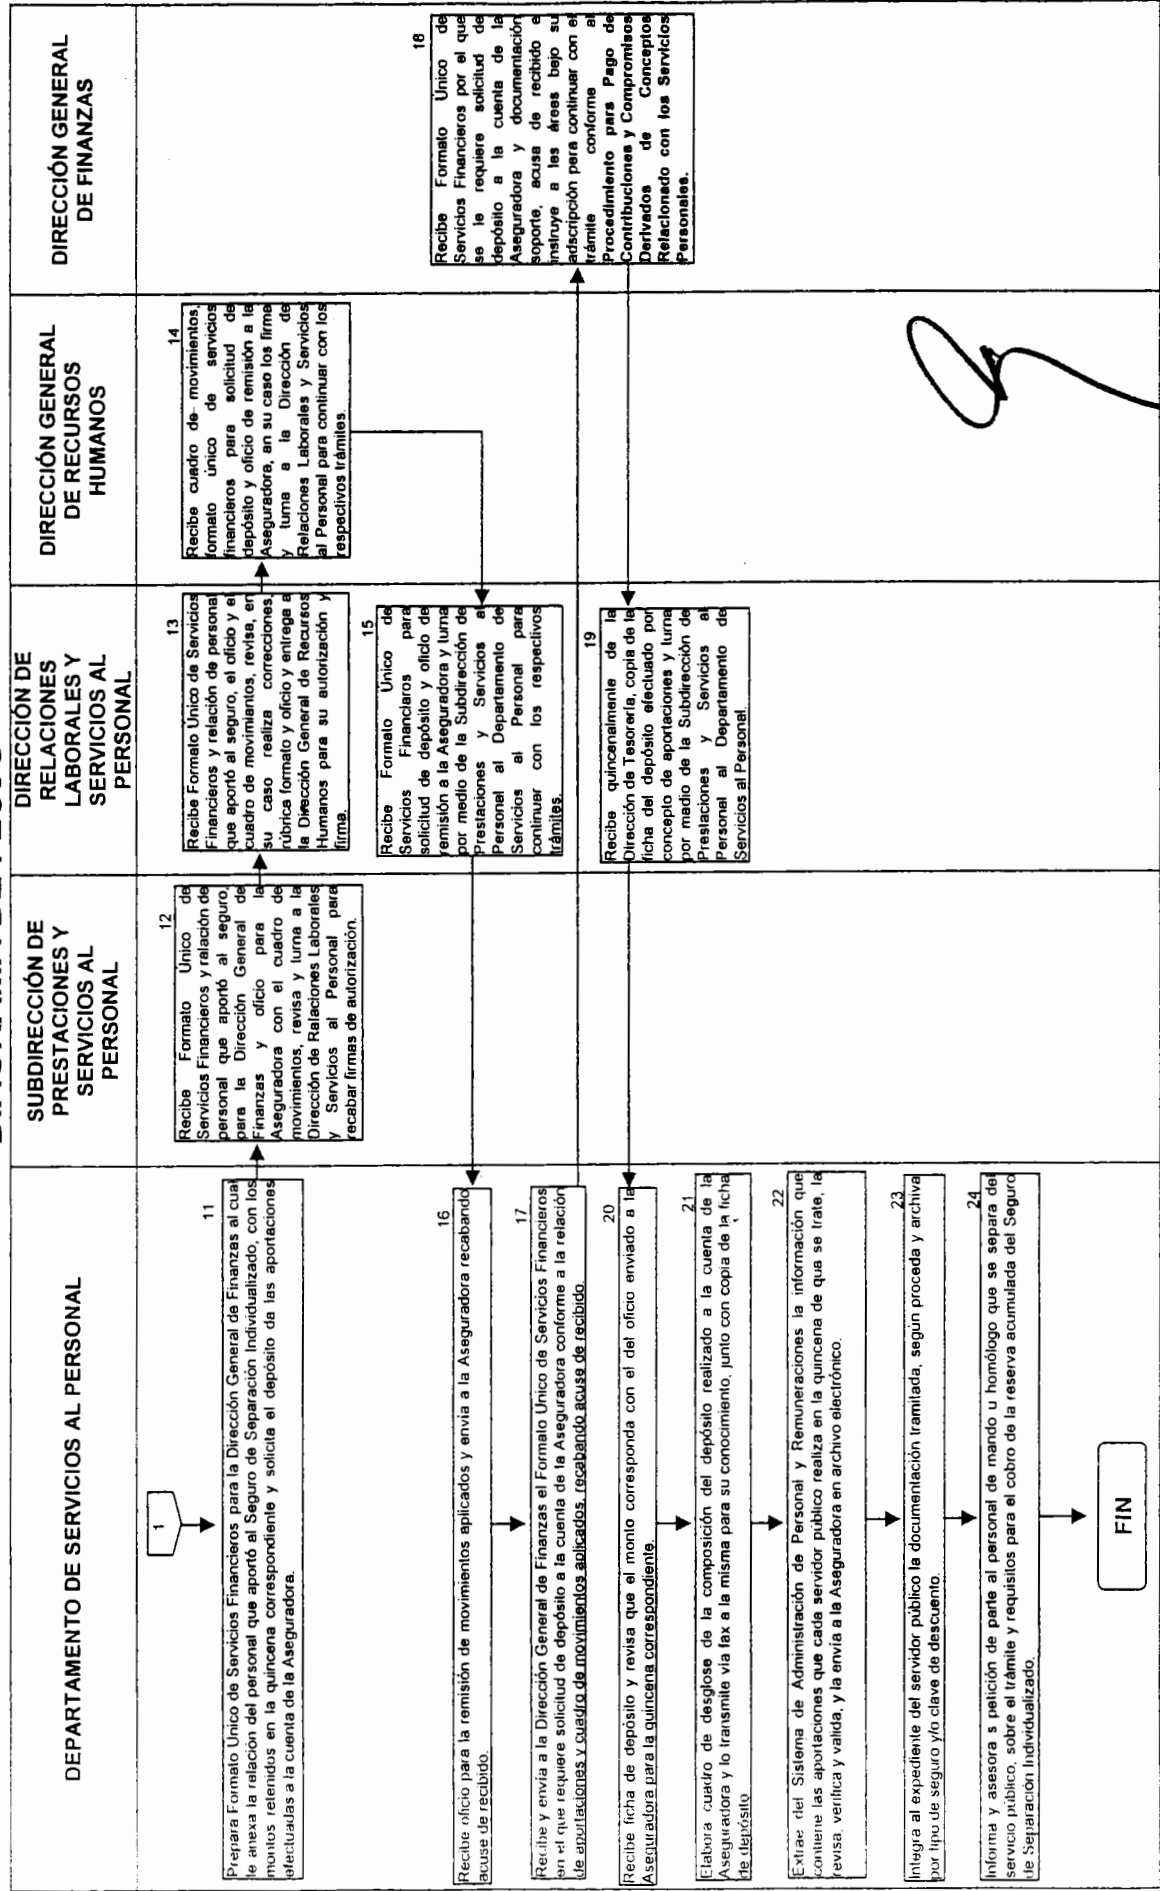 DEPARTAMENTO DE SERVICIOS AL PERSONAL
SUBDIRECCIÓN DE
PRESTACIONES Y
SERVICIOS AL
PERSONAL
DIRECCIÓN DE
RELACIONES
LABORALES Y
SERVICIOS AL
PERSONAL
DIRECCIÓN GENERAL
DE RECURSOS
HUMANOS
DIRECCIÓN GENERAL
DE FINANZAS
1
11
Prepara Formato Unico de Servicios Financieros para la Dirección General de Finanzas al cual
le anexa la relación del personal que aportó al Seguro de Separación Individualizado, con los
montos retenidos en la quincena correspondiente y solicita el depósito das las aportaciones
efectuadas a la cuenta de la Aseguradora.
12
Recibe Formato Único de
Servicios Financieros y ralación de
personal que aportó al seguro,
para la Dirección General de
Finanzas y oficio para la
Aseguradora con el cuadro de
movimientos, revisa y turna a la
Dirección de Ralaciones Laborales
y Servicios al Personal para
recabar firmas de autorización.
13
Recibe Formato Unico de Servicios
Financieros y relación de personal
que aportó al seguro, el oficio y el
cuadro de movimiantos, revisa, en
su caso realiza correcciones,
rúbrica formato y oficio y entrega a
la Dirección General de Recursos
Humanos para su autorización y
firma.
14
Recibe cuadro de movimientos,
formato único de servicios
financieros para solicitud de
depósito y oficio de remisión a la
Aseguradora, an su caso los firma
y turna a la Dirección de
Relaciones Laborales y Servicios
al Personal para continuar con los
respectivos trámites.
15
Recibe Formato Único de
Servicios Financiaros para
solicitud de depósito y oficio de
remisión a la Aseguradora y turna
por medio de la Subdirección de
Prestaciones y Servicios al
Personal al Departamento de
Servicios al Personal para
continuar con los respectivos
trámites.
16
Recibe oficio para la remisión de movimientos aplicados y envia a la Aseguradora recabando
acuse de recibido.
17
Recibe y envía a la Dirección General de Finanzas el Formato Unico de Servicios Financieros
en el que requiere solicitud de depósito a la cuenta de la Aseguradora conforme a la relación
de aportaciones y cuadro de movimientos aplicados, recabando acuse de recibido.
18
Recibe Formato Único de
Servicios Financieros por el que
se le requiere solicitud de
depósito a la cuenta de la
Aseguradora y documentación
soporte, acusa de recibido e
instruye a las áreas bajo su
adscripción pera continuar con el
trámite conforme al
Procedimiento para Pago de
Contribuciones y Compromisos
Derivados de Conceptos
Relacionado con los Servicios
Personales.
19
Recibe quincenalmente de la
Dirección de Tesorería, copia de la
ficha del depósito efectuado por
concepto de aportaciones y turna
por madio de la Subdirección de
Prestaciones y Servicios al
Personal al Departamento de
Servicios al Personal.
20
Recibe ficha de depósito y revisa que el monto corresponda con el del oficio enviado a la
Aseguradora para la quincena correspondiente.
21
Elabora cuadro de desglose de la composición del depósito realizado a la cuenta de la
Aseguradora y lo transmite vía fax a la misma para su conocimiento, junto con copia de la ficha
de depósito
22
Extrae del Sistema de Administración de Personal y Remuneraciones la información que
contiene las aportaciones que cada servidor público realiza en la quincena de que se trate, la
revisa, verifica y valida, y la envía a la Aseguradora en archivo electrónico.
23
Integra al expediente del servidor público la documentación tramitada, según proceda y archiva
por tipo de seguro y/o clave de descuento.
24
Informa y asesora s petición de parte al personal de mando u homólogo que se separa del
servicio público, sobre el trámite y requisitos para el cobro de la reserva acumulada del Seguro
de Separación Individualizado.
FIN